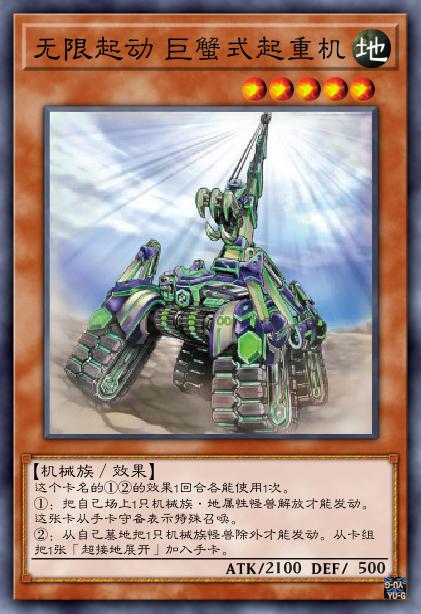 无限起动 巨蟹式起重机
地
【机械族/效果】
这个卡名的①②的效果1回合各能使用1次。
①：把自己场上1只机械族·地属性怪兽解放才能发动。
这张卡从手卡守备表示特殊召唤。
②：从自己墓地把1只机械族怪兽除外才能发动。从卡组
把1张「超接地展开」加入手卡。
ATK/2100 DEF/ 500